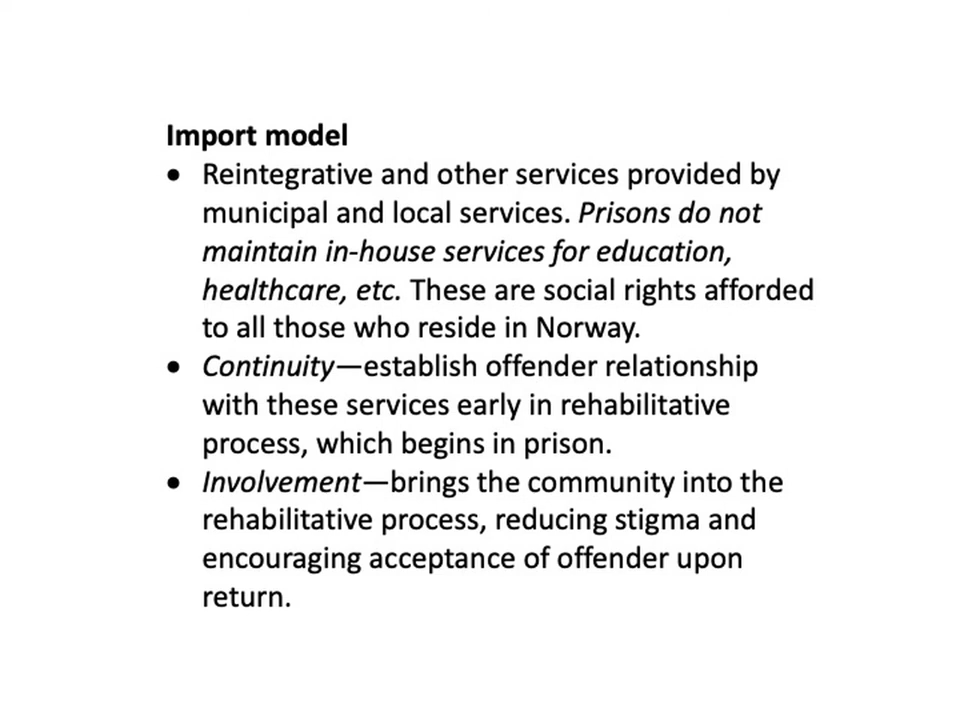 Import model
• Reintegrative and other services provided by
municipal and local services. Prisons do not
maintain in-house services for education,
healthcare, etc. These are social rights afforded
to all those who reside in Norway.
• Continuity—establish offender relationship
with these services early in rehabilitative
process, which begins in prison.
• Involvement—brings the community into the
rehabilitative process, reducing stigma and
encouraging acceptance of offender upon
return.